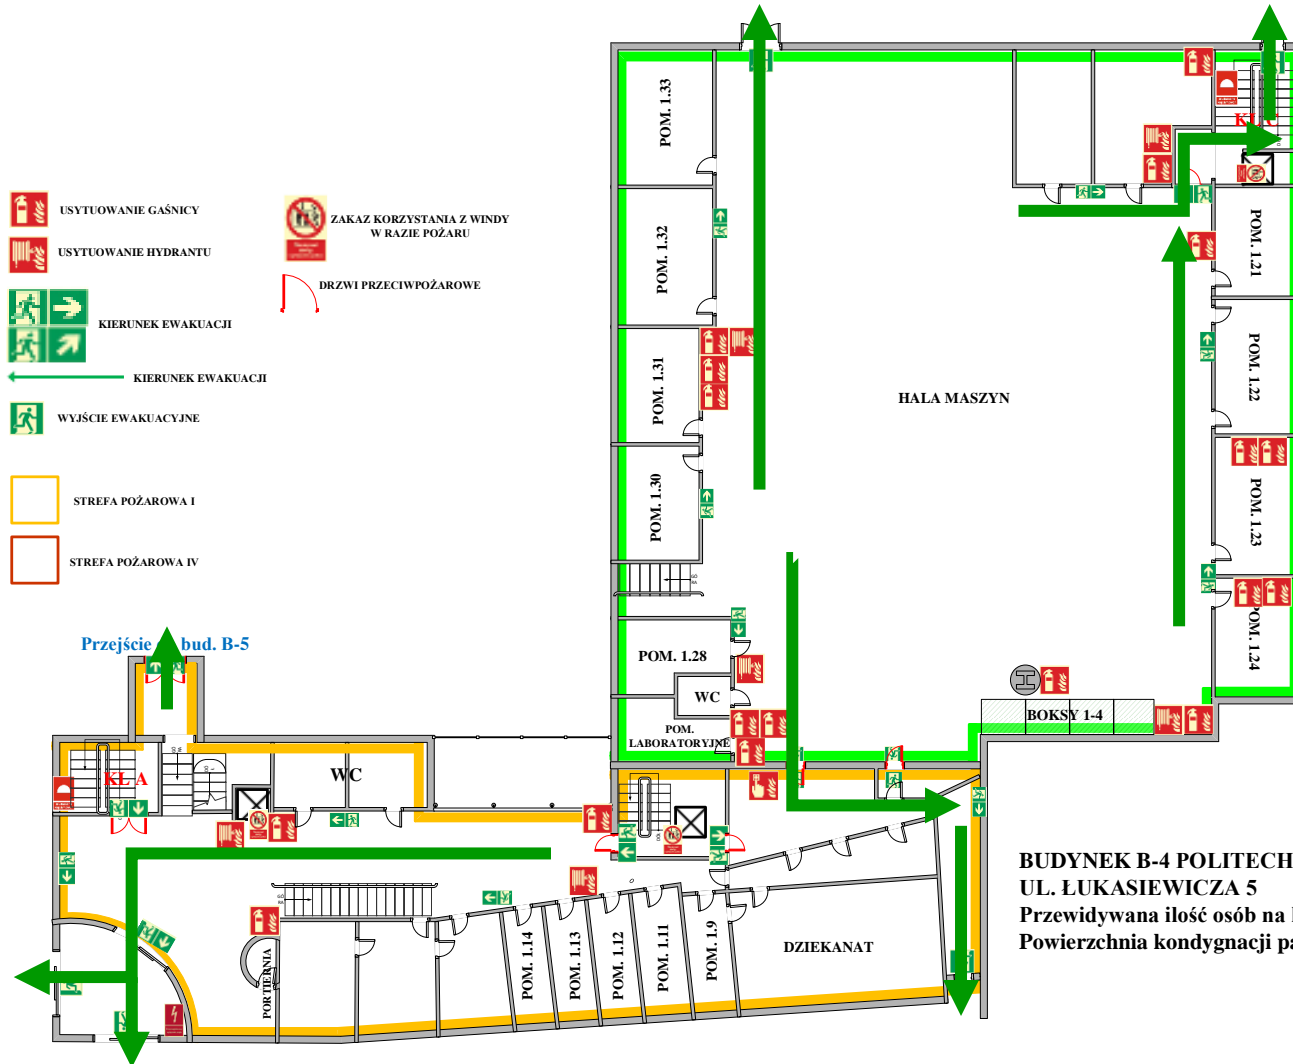 USYTUOWANIE GAŚNICY
USYTUOWANIE HYDRANTU
KIERUNEK EWAKUACJI
KIERUNEK EWAKUACJI
WYJŚCIE EWAKUACYJNE
ZAKAZ KORZYSTANIA Z WINDY
W RAZIE POŻARU
DRZWI PRZECIWPOŻAROWE
STREFA POŻAROWA I
STREFA POŻAROWA IV
POM. 1.33
POM. 1.32
POM. 1.31
POM. 1.30
POM. 1.28
WC
POM.
LABORATORYJNE
HALA MASZYN
POM. 1.21
POM. 1.22
POM. 1.23
POM. 1.24
BOKSY 1-4
Przejście
bud. B-5
KL A
WC
PORTIERNIA
POM. 1.14
POM. 1.13
POM. 1.12
POM. 1.11
POM. 1.9
DZIEKANAT
BUDYNEK B-4 POLITECH
UL. ŁUKASIEWICZA 5
Przewidywana ilość osób na
Powierzchnia kondygnacji pa